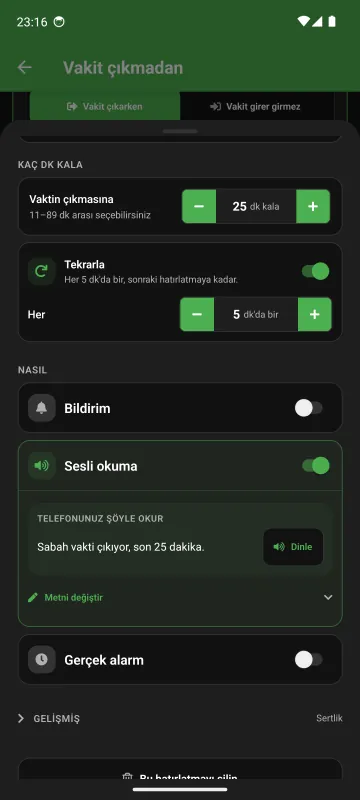 23:16
Vakit çıkmadan
Vakit çıkarken
Vakit girer girmez
KAÇ DK KALA
Vaktin çıkmasına
11–89 dk arası seçebilirsiniz
− 25 dk kala +
Tekrarla
Her 5 dk'da bir, sonraki hatırlatmaya kadar.
Her
− 5 dk'da bir +
NASIL
Bildirim
Sesli okuma
TELEFONUNUZ ŞÖYLE OKUR
Sabah vakti çıkıyor, son 25 dakika.
Dinle
Metni değiştir
Gerçek alarm
GELİŞMİŞ
Sertlik
Bu hatırlatmayı silin